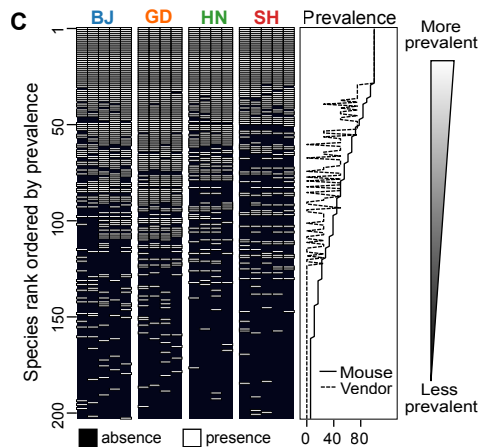 C
BJ GD HN SH Prevalence
More prevalent
Species rank ordered by prevalence
1
50
100
150
200
Mouse
Vendor
Less prevalent
0 40 80
absence presence